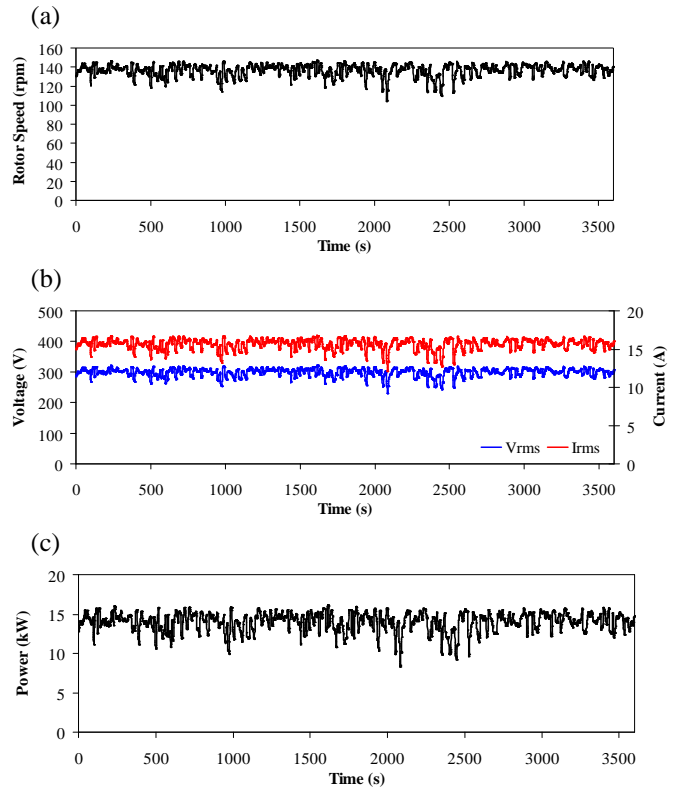 (a)
160
140
120
100
80
60
40
20
0
Rotor Speed (rpm)
0 500 1000 1500 2000 2500 3000 3500
Time (s)
(b)
500
400
300
200
100
0
Voltage (V)
20
15
10
5
0
Current (A)
Vrms Irms
0 500 1000 1500 2000 2500 3000 3500
Time (s)
(c)
20
15
10
5
0
Power (kW)
0 500 1000 1500 2000 2500 3000 3500
Time (s)